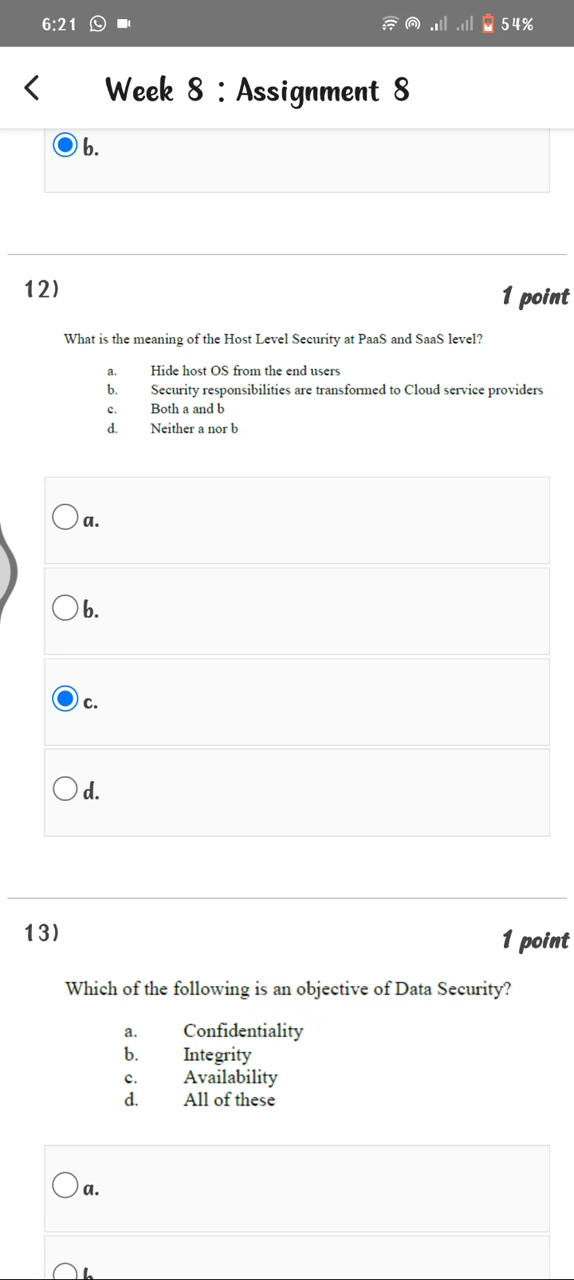 6:21 54%
Week 8 : Assignment 8
b.
12)
1 point
What is the meaning of the Host Level Security at PaaS and SaaS level?
a. Hide host OS from the end users
b. Security responsibilities are transformed to Cloud service providers
c. Both a and b
d. Neither a nor b
a.
b.
c.
d.
13)
1 point
Which of the following is an objective of Data Security?
a. Confidentiality
b. Integrity
c. Availability
d. All of these
a.